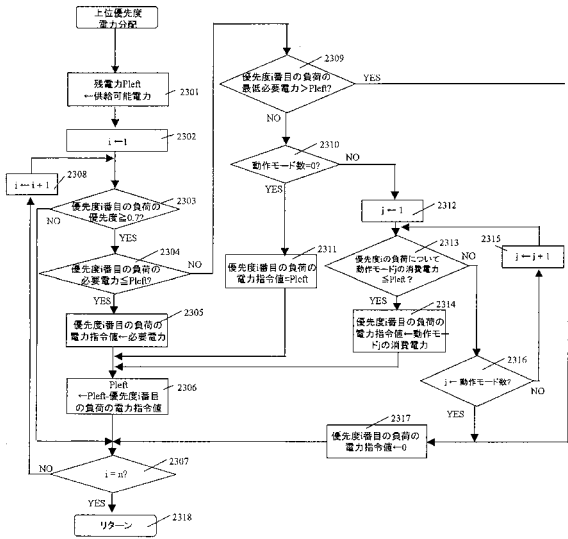 上位優先度
電力分配
残電力Pleft
←供給可能電力
2301
i←1
2302
i←i+1
2308
優先度i番目の負荷の
優先度≧0.7?
2303
NO
YES
優先度i番目の負荷の
必要電力≦Pleft?
2304
NO
YES
優先度i番目の負荷の
電力指令値←必要電力
2305
Pleft
←Pleft-優先度i番目
の負荷の電力指令値
2306
i = n?
2307
NO
YES
リターン
2318
優先度i番目の負荷の
最低必要電力>Pleft?
2309
YES
NO
動作モード数=0?
2310
NO
YES
優先度i番目の負荷の
電力指令値=Pleft
2311
j←1
2312
優先度iの負荷について
動作モードjの消費電力
≦Pleft?
2313
NO
YES
優先度i番目の負荷の
電力指令値←動作モー
ドjの消費電力
2314
j←j+1
2315
j ← 動作モード数?
2316
NO
YES
優先度i番目の負荷の
電力指令値←0
2317